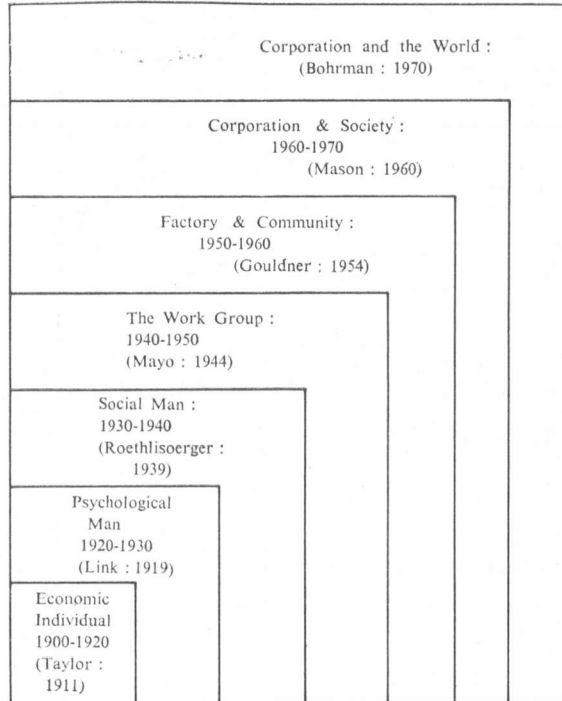 Corporation and the World :
(Bohrman : 1970)
Corporation & Society :
1960-1970
(Mason : 1960)
Factory & Community :
1950-1960
(Gouldner : 1954)
The Work Group :
1940-1950
(Mayo : 1944)
Social Man :
1930-1940
(Roethlisoerger :
1939)
Psychological
Man
1920-1930
(Link : 1919)
Economic
Individual
1900-1920
(Taylor :
1911)